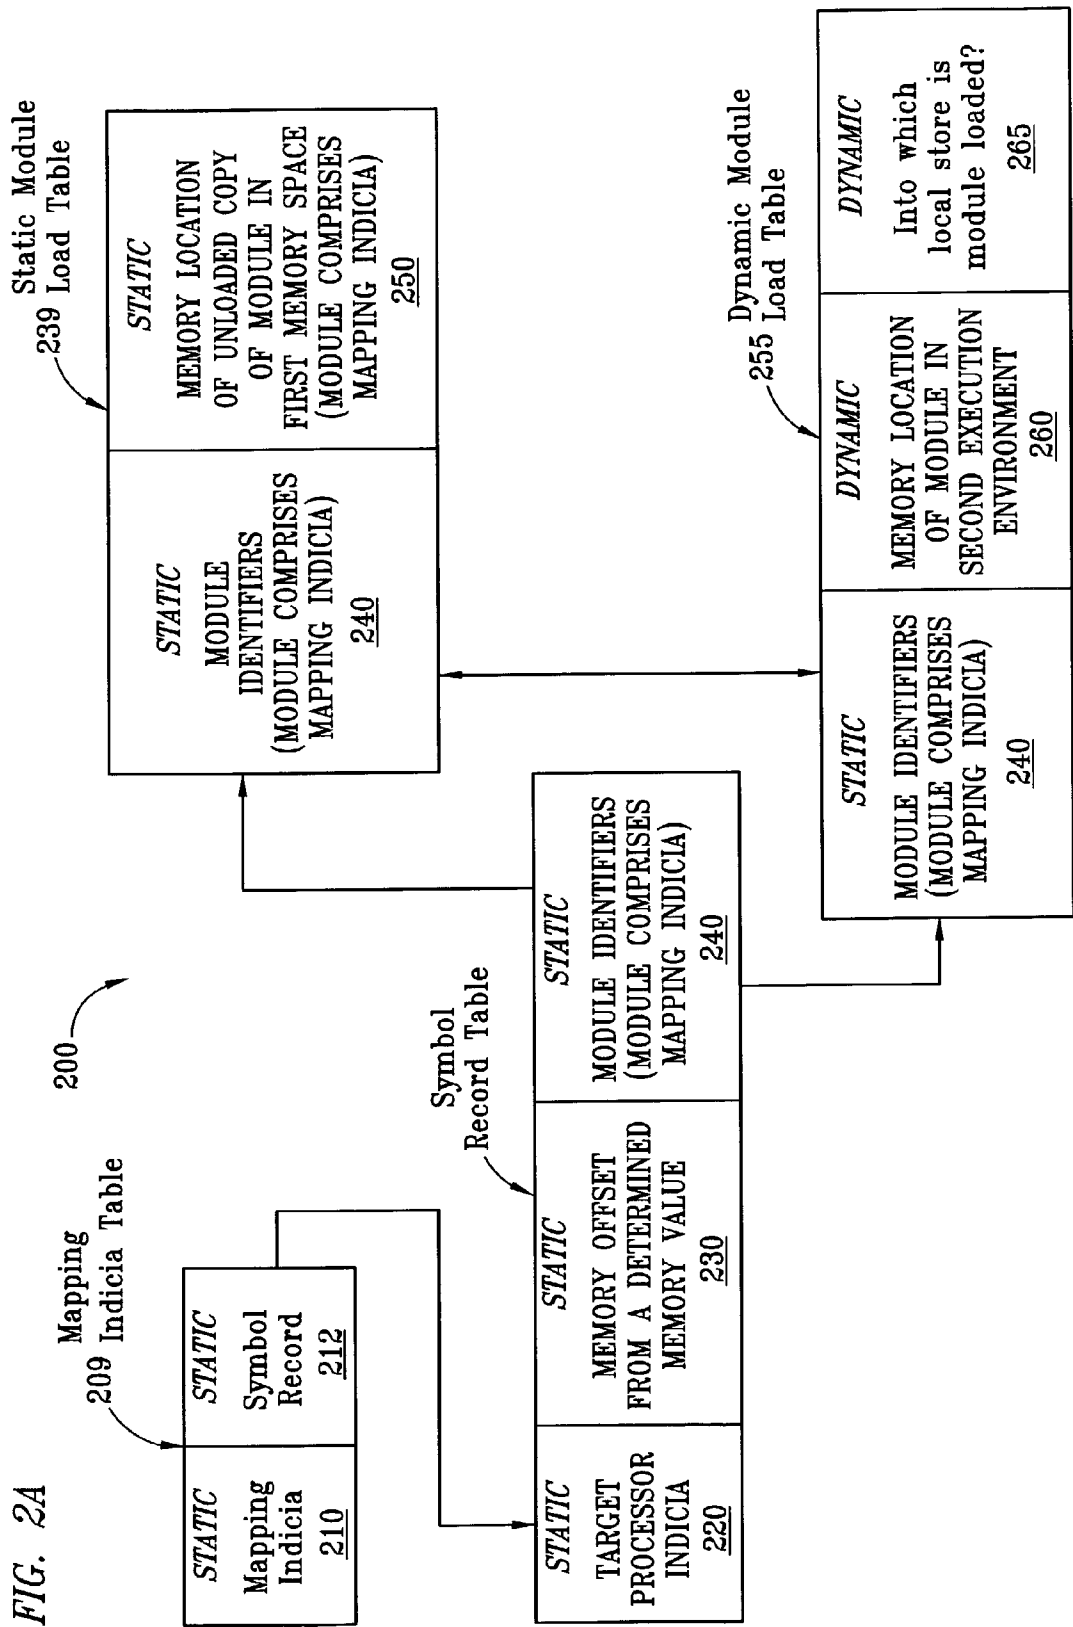 FIG. 2A
200
Mapping
209 Indicia Table
STATIC
Mapping
Indicia
210
STATIC
Symbol
Record
212
Symbol
Record Table
STATIC
TARGET
PROCESSOR
INDICIA
220
STATIC
MEMORY OFFSET
FROM A DETERMINED
MEMORY VALUE
230
STATIC
MODULE IDENTIFIERS
(MODULE COMPRISES
MAPPING INDICIA)
240
Static Module
239 Load Table
STATIC
MODULE
IDENTIFIERS
(MODULE COMPRISES
MAPPING INDICIA)
240
STATIC
MEMORY LOCATION
OF UNLOADED COPY
OF MODULE IN
FIRST MEMORY SPACE
(MODULE COMPRISES
MAPPING INDICIA)
250
255 Dynamic Module
Load Table
STATIC
MODULE IDENTIFIERS
(MODULE COMPRISES
MAPPING INDICIA)
240
DYNAMIC
MEMORY LOCATION
OF MODULE IN
SECOND EXECUTION
ENVIRONMENT
260
DYNAMIC
Into which
local store is
module loaded?
265